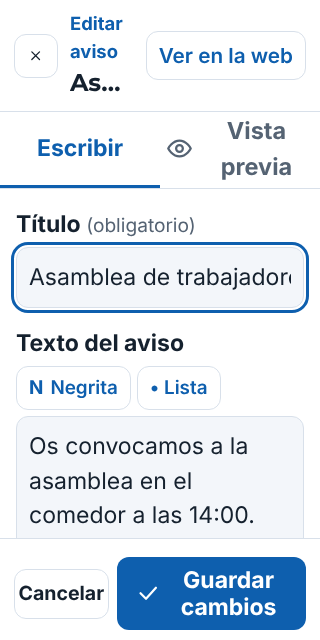 Editar
aviso
As...
Ver en la web
Escribir
Vista
previa
Título (obligatorio)
Asamblea de
Texto del aviso
N Negrita
• Lista
Os convocamos a la
asamblea en el
comedor a las 14:00.
Cancelar
Guardar
cambios